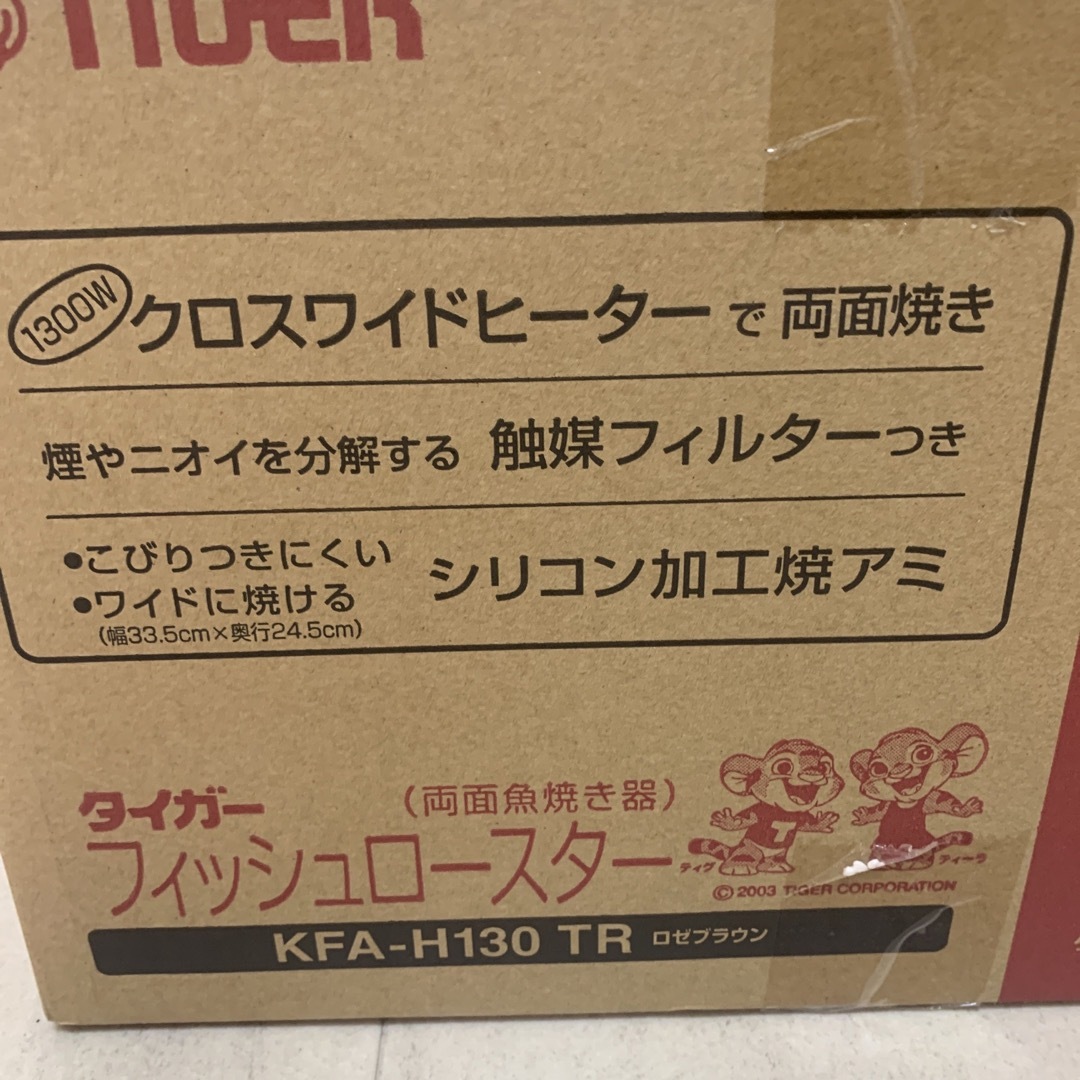 TIGER
1300W クロスワイドヒーターで両面焼き
煙やニオイを分解する 触媒フィルターつき
•こびりつきにくい
•ワイドに焼ける
(幅33.5cm×奥行24.5cm)
シリコン加工焼アミ
タイガー
(両面魚焼き器)
フィッシュロースター
T
ティグ
ティーラ
©2003 TIGER CORPORATION
KFA-H130 TR ロゼブラウン